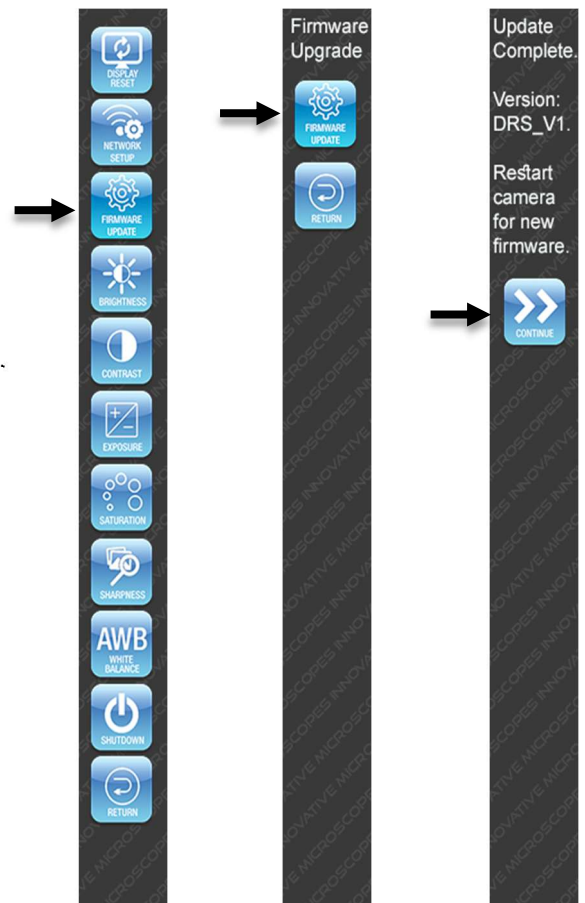 DISPLAY
RESET
NETWORK
SETUP
FIRMWARE
UPDATE
BRIGHTNESS
CONTRAST
EXPOSURE
SATURATION
SHARPNESS
AWB
WHITE
BALANCE
SHUTDOWN
RETURN
Firmware
Upgrade
FIRMWARE
UPDATE
RETURN
Update
Complete.
Version:
DRS_V1.
Restart
camera
for new
firmware.
CONTINUE